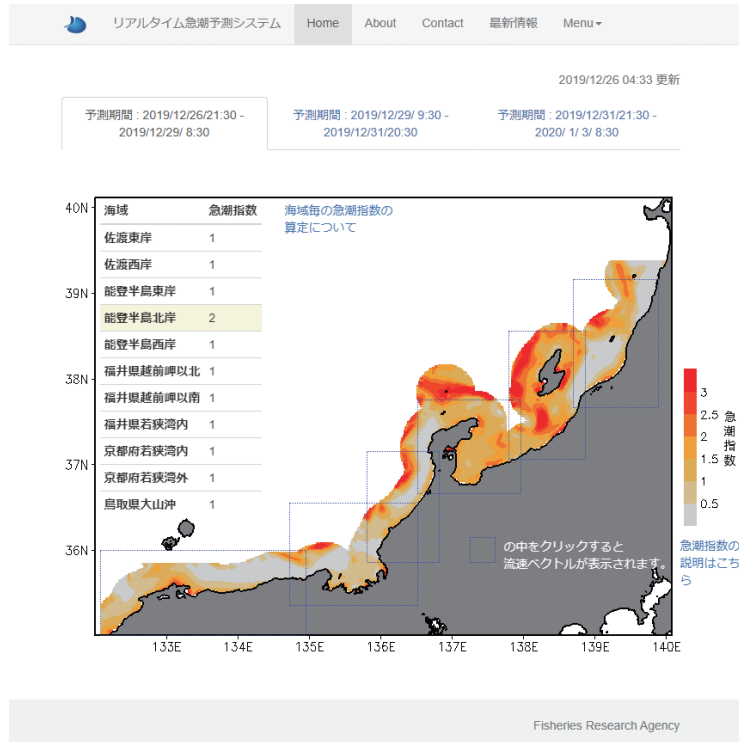 リアルタイム急潮予測システム Home About Contact 最新情報 Menu
2019/12/26 04:33 更新
予測期間 : 2019/12/26/21:30 -
2019/12/29/ 8:30
予測期間 : 2019/12/29/ 9:30 -
2019/12/31/20:30
予測期間 : 2019/12/31/21:30 -
2020/ 1/ 3/ 8:30
海域 急潮指数
佐渡東岸 1
佐渡西岸 1
能登半島東岸 1
能登半島北岸 2
能登半島西岸 1
福井県越前岬以北 1
福井県越前岬以南 1
福井県若狭湾内 1
京都府若狭湾内 1
京都府若狭湾外 1
鳥取県大山沖 1
海域毎の急潮指数の
算定について
40N
39N
38N
37N
36N
133E 134E 135E 136E 137E 138E 139E 140E
3
2.5
2
1.5
1
0.5
急潮指数
の中をクリックすると
流速ベクトルが表示されます。
急潮指数の
説明はこち
ら
Fisheries Research Agency